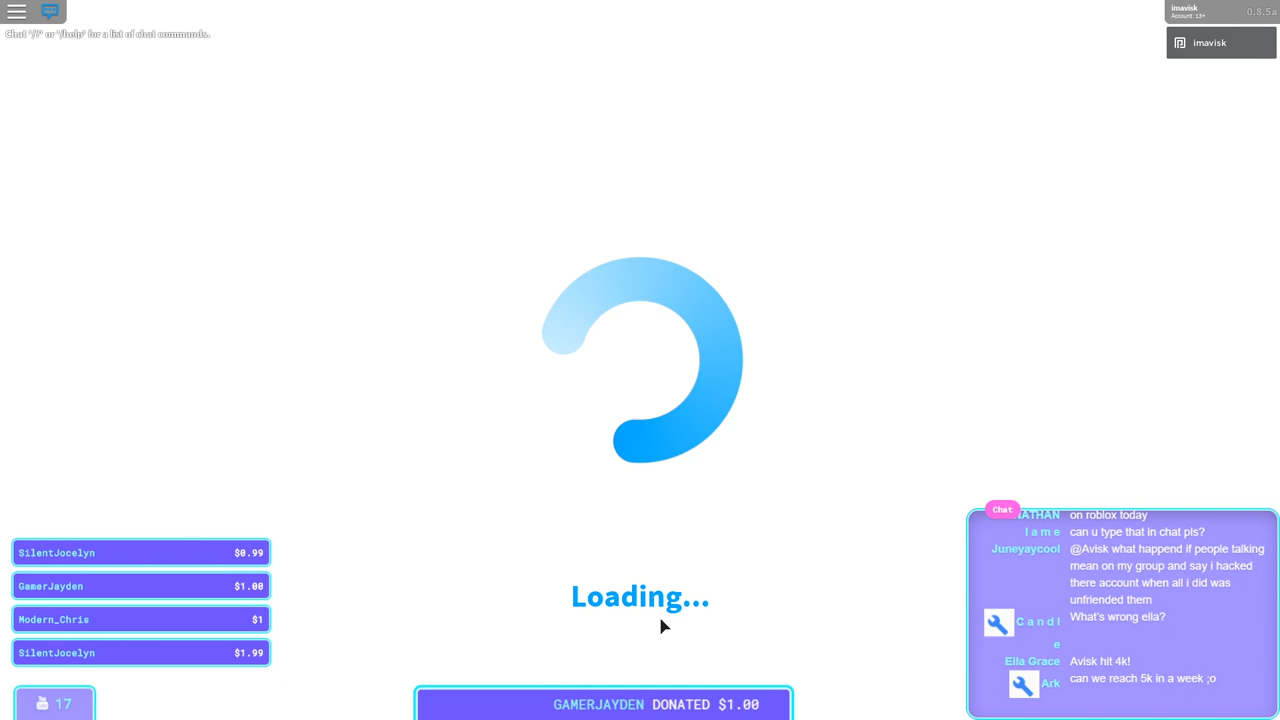 imavisk
Account: 13+
0.8.5a
Chat '/?' or '/help' for a list of chat commands.
imavisk
Loading...
SilentJocelyn $0.99
GamerJayden $1.00
Modern_Chris $1
SilentJocelyn $1.99
17
GAMERJAYDEN DONATED $1.00
Chat
NATHAN on roblox today
I a m e can u type that in chat pls?
Juneyaycool @Avisk what happend if people talking
mean on my group and say i hacked
there account when all i did was
unfriended them
C a n d l e What's wrong ella?
Ella Grace Avisk hit 4k!
Ark can we reach 5k in a week ;o